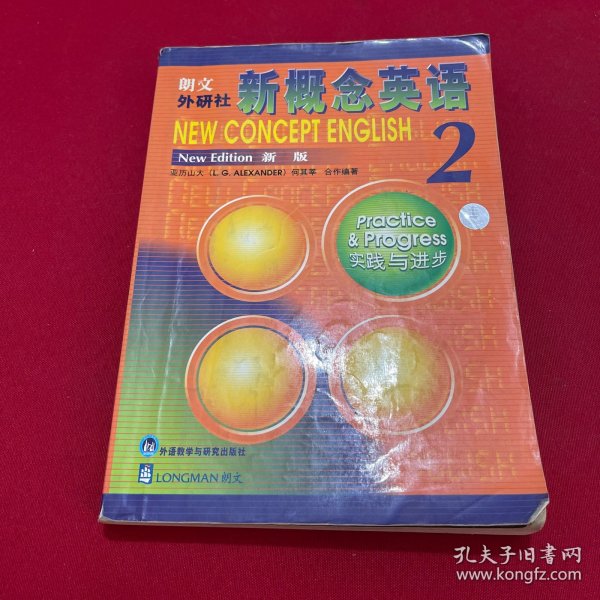 朗文
外研社
新概念英语
NEW CONCEPT ENGLISH
2
New Edition 新 版
亚历山大 (L. G. ALEXANDER) 何其莘 合作编著
Practice
& Progress
实践与进步
外语教学与研究出版社
LONGMAN 朗文
孔夫子旧书网
www.kongfz.com